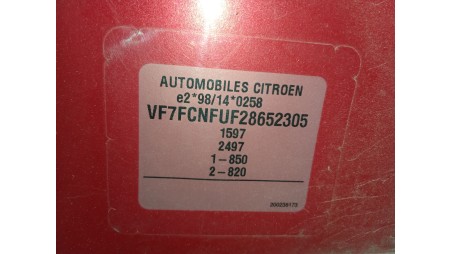 AUTOMOBILES CITROEN
e2*98/14*0258
VF7FCNFUF28652305
1597
2497
1-850
2-820